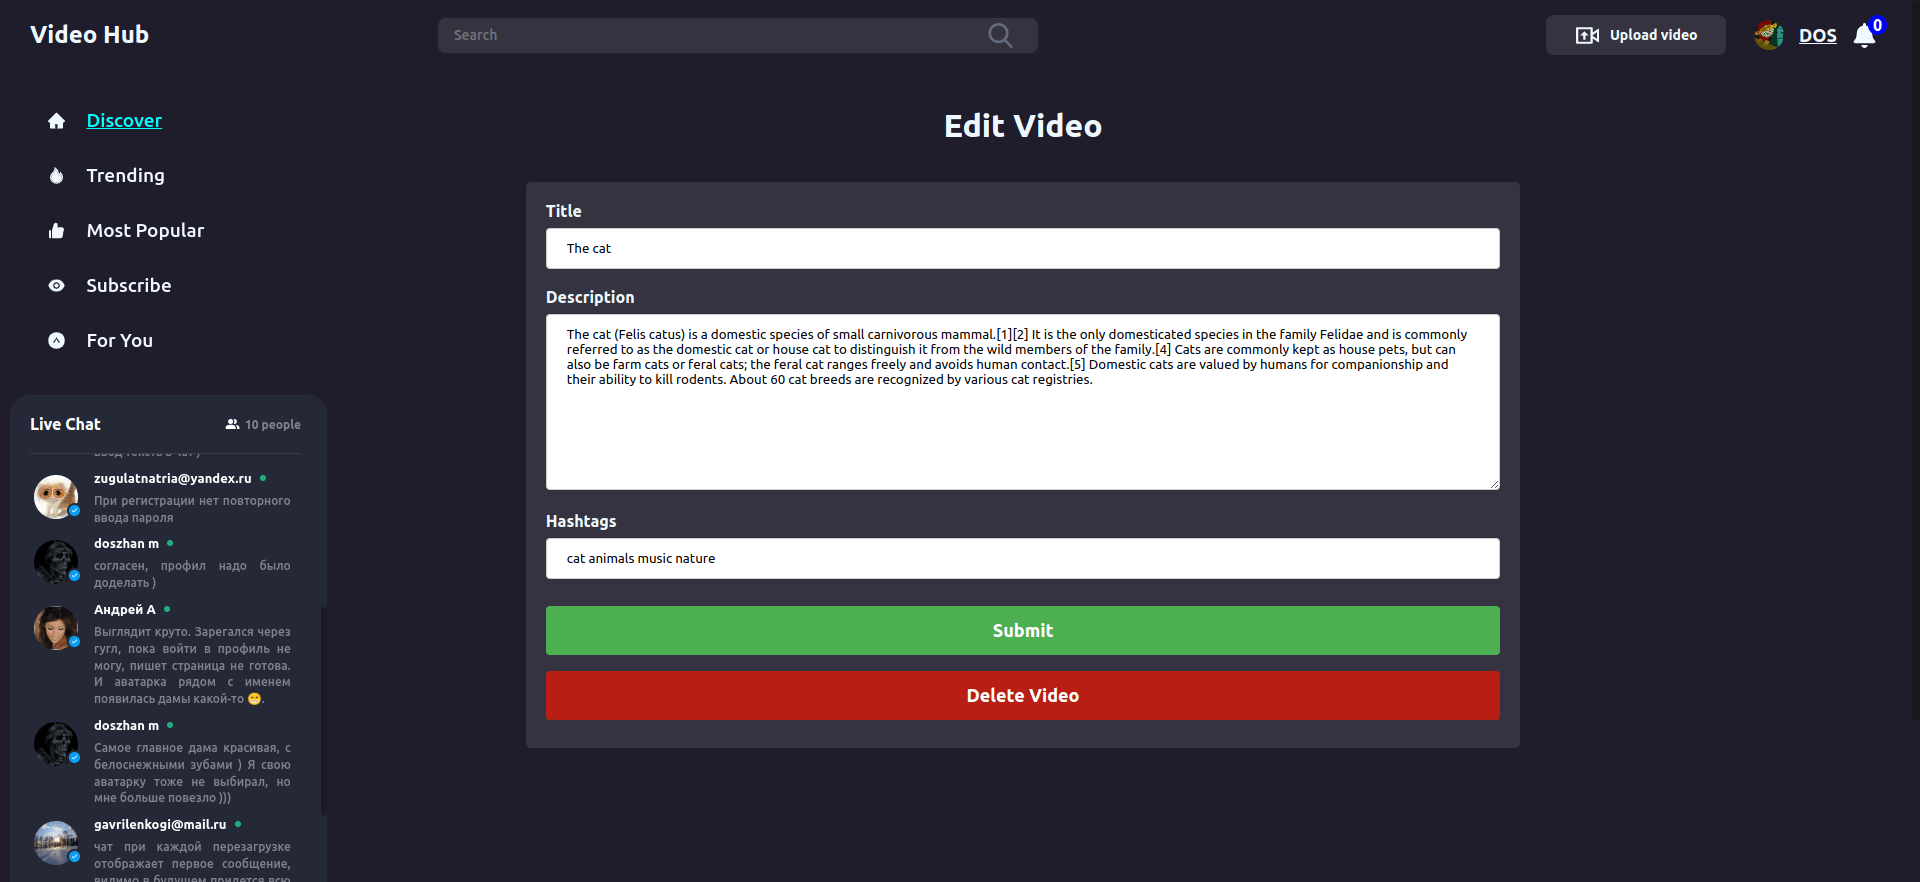 Video Hub
Search
Upload video
DOS
0
Discover
Trending
Most Popular
Subscribe
For You
Live Chat
10 people
zugulatnatria@yandex.ru
При регистрации нет повторного
ввода пароля
doszhan m
согласен, профил надо было
доделать )
Андрей А
Выглядит круто. Зарегался через
гугл, пока войти в профиль не
могу, пишет страница не готова.
И аватарка рядом с именем
появилась дамы какой-то 😁.
doszhan m
Самое главное дама красивая, с
белоснежными зубами ) Я свою
аватарку тоже не выбирал, но
мне больше повезло )))
gavrilenkogi@mail.ru
чат при каждой перезагрузке
отображает первое сообщение,
видимо в будущем придется всю
Edit Video
Title
The cat
Description
The cat (Felis catus) is a domestic species of small carnivorous mammal.[1][2] It is the only domesticated species in the family Felidae and is commonly
referred to as the domestic cat or house cat to distinguish it from the wild members of the family.[4] Cats are commonly kept as house pets, but can
also be farm cats or feral cats; the feral cat ranges freely and avoids human contact.[5] Domestic cats are valued by humans for companionship and
their ability to kill rodents. About 60 cat breeds are recognized by various cat registries.
Hashtags
cat animals music nature
Submit
Delete Video